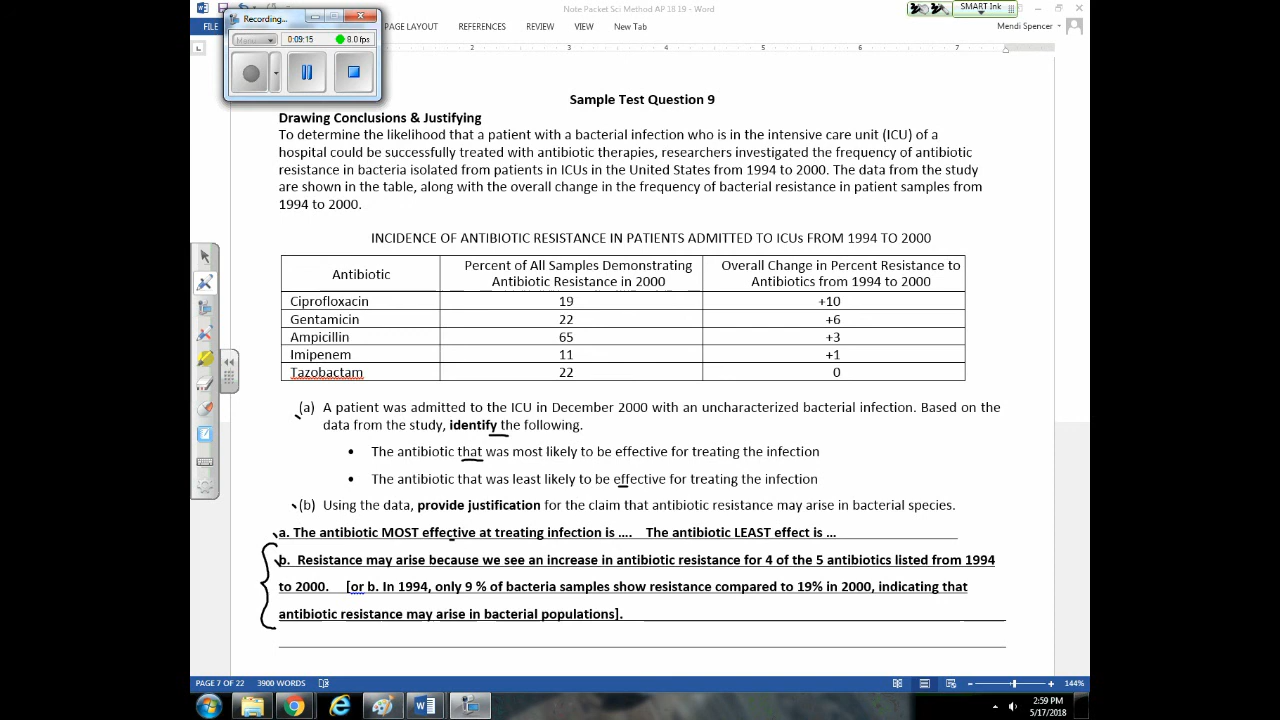 Note Packet Sci Method AP 18 19 - Word
SMART Ink
Recording...
FILE
PAGE LAYOUT
REFERENCES
REVIEW
VIEW
New Tab
Mendi Spencer
Menu
0:09:15
8.0 fps
2 3 4 5 6 7
Sample Test Question 9
Drawing Conclusions & Justifying
To determine the likelihood that a patient with a bacterial infection who is in the intensive care unit (ICU) of a
hospital could be successfully treated with antibiotic therapies, researchers investigated the frequency of antibiotic
resistance in bacteria isolated from patients in ICUs in the United States from 1994 to 2000. The data from the study
are shown in the table, along with the overall change in the frequency of bacterial resistance in patient samples from
1994 to 2000.
INCIDENCE OF ANTIBIOTIC RESISTANCE IN PATIENTS ADMITTED TO ICUs FROM 1994 TO 2000
Antibiotic
Percent of All Samples Demonstrating
Antibiotic Resistance in 2000
Overall Change in Percent Resistance to
Antibiotics from 1994 to 2000
Ciprofloxacin 19 +10
Gentamicin 22 +6
Ampicillin 65 +3
Imipenem 11 +1
Tazobactam 22 0
(a) A patient was admitted to the ICU in December 2000 with an uncharacterized bacterial infection. Based on the
data from the study, identify the following.
• The antibiotic that was most likely to be effective for treating the infection
• The antibiotic that was least likely to be effective for treating the infection
(b) Using the data, provide justification for the claim that antibiotic resistance may arise in bacterial species.
a. The antibiotic MOST effective at treating infection is .... The antibiotic LEAST effect is ...
b. Resistance may arise because we see an increase in antibiotic resistance for 4 of the 5 antibiotics listed from 1994
to 2000. [or b. In 1994, only 9 % of bacteria samples show resistance compared to 19% in 2000, indicating that
antibiotic resistance may arise in bacterial populations].
PAGE 7 OF 22
3900 WORDS
144%
2:59 PM
5/17/2018